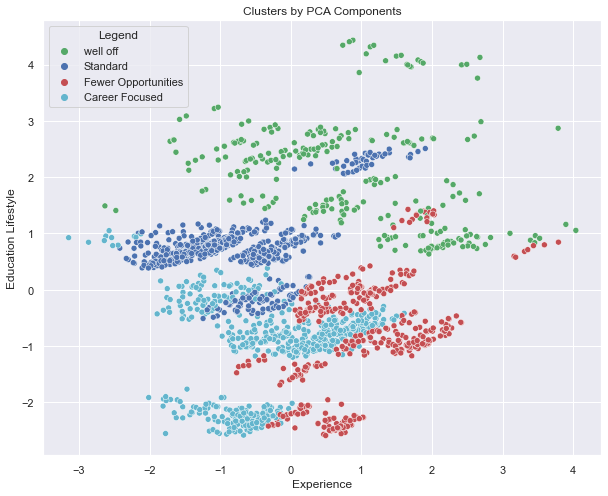 Clusters by PCA Components
Legend
well off
Standard
Fewer Opportunities
Career Focused
Education Lifestyle
4
3
2
1
0
−1
−2
−3 −2 −1 0 1 2 3 4
Experience